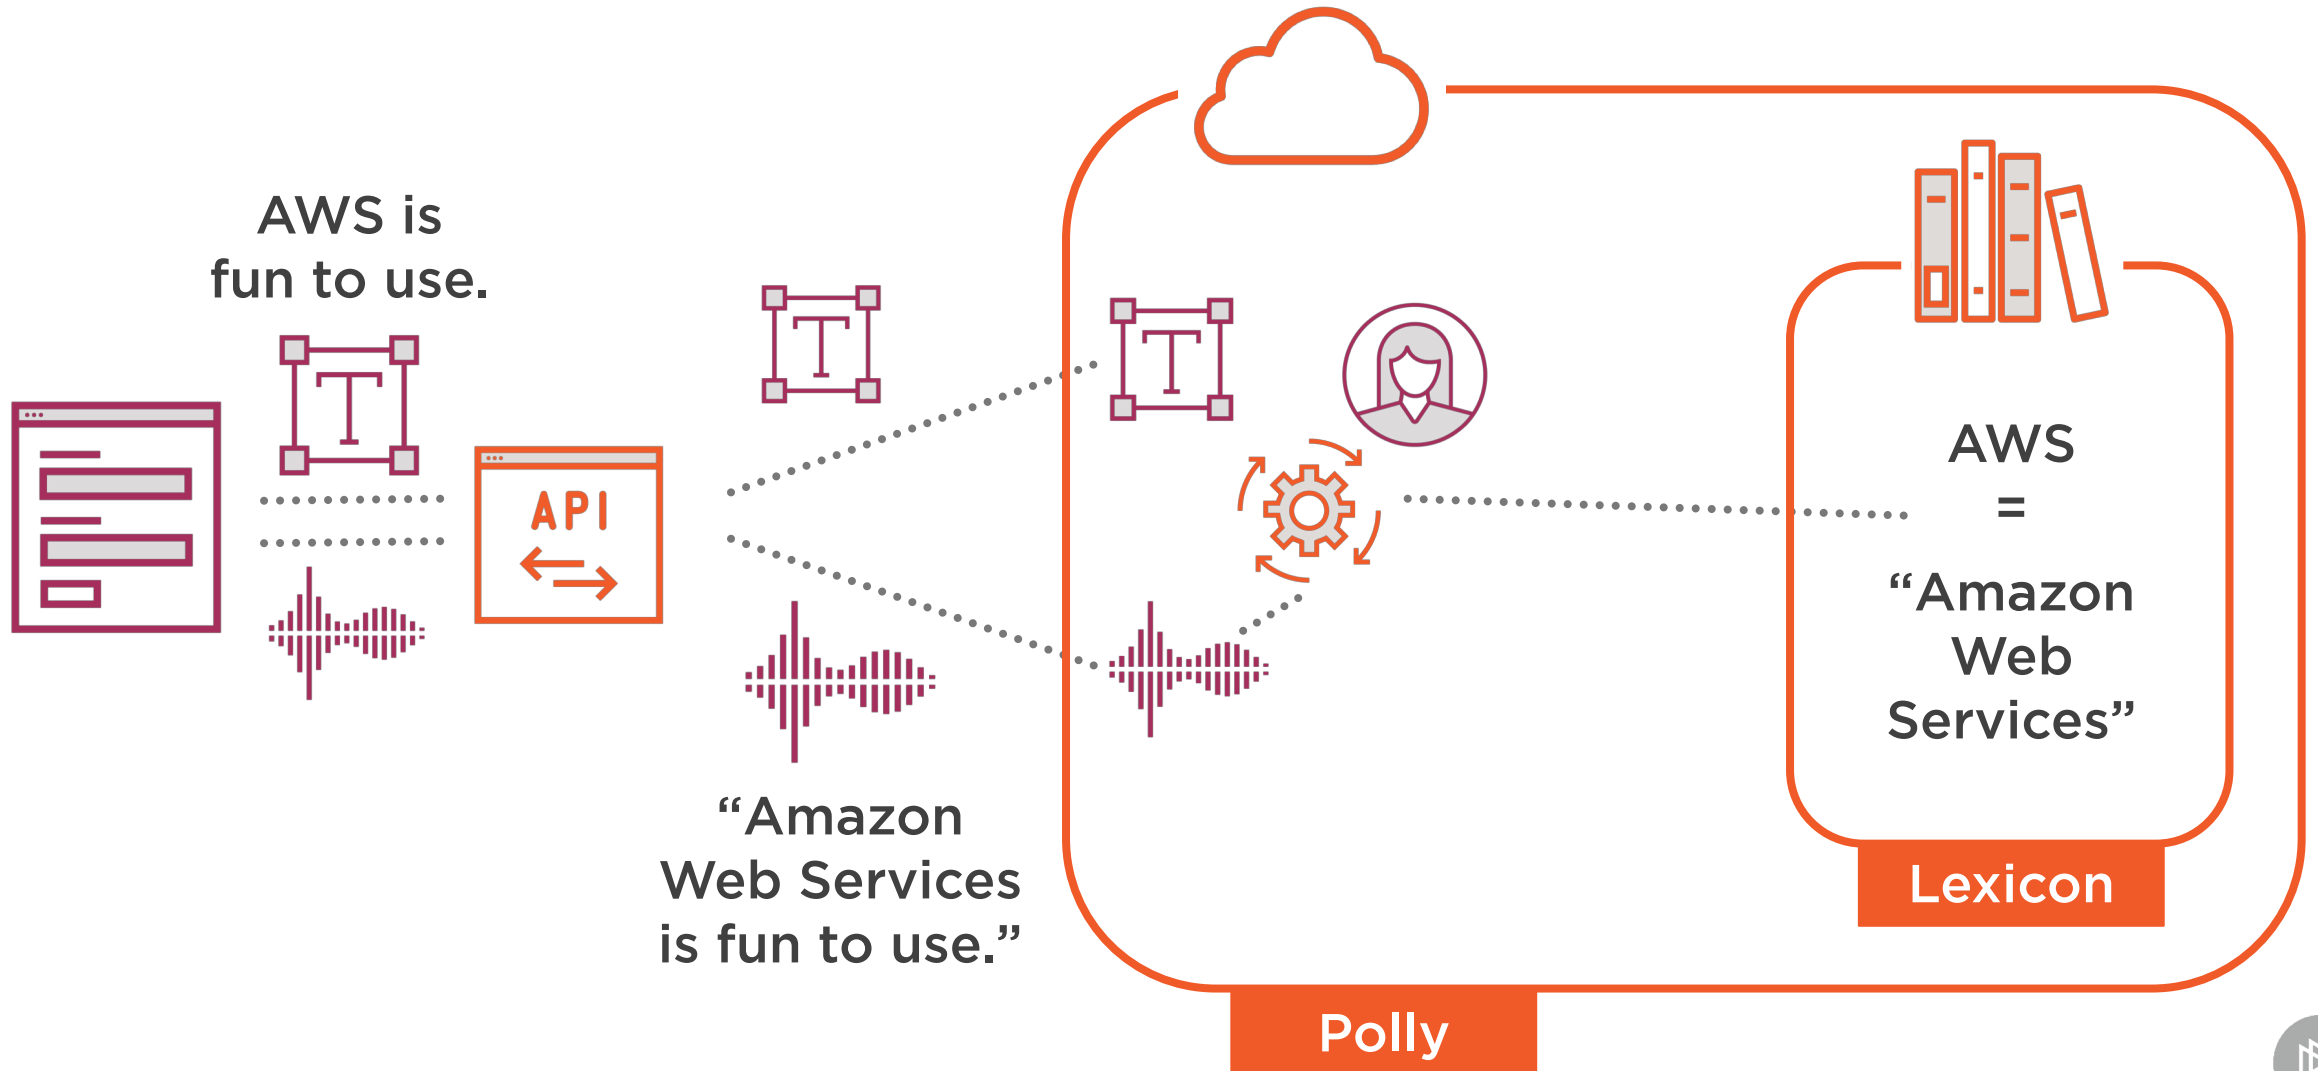 AWS is
fun to use.
T
API
T
“Amazon
Web Services
is fun to use.”
T
AWS
=
“Amazon
Web
Services”
Lexicon
Polly